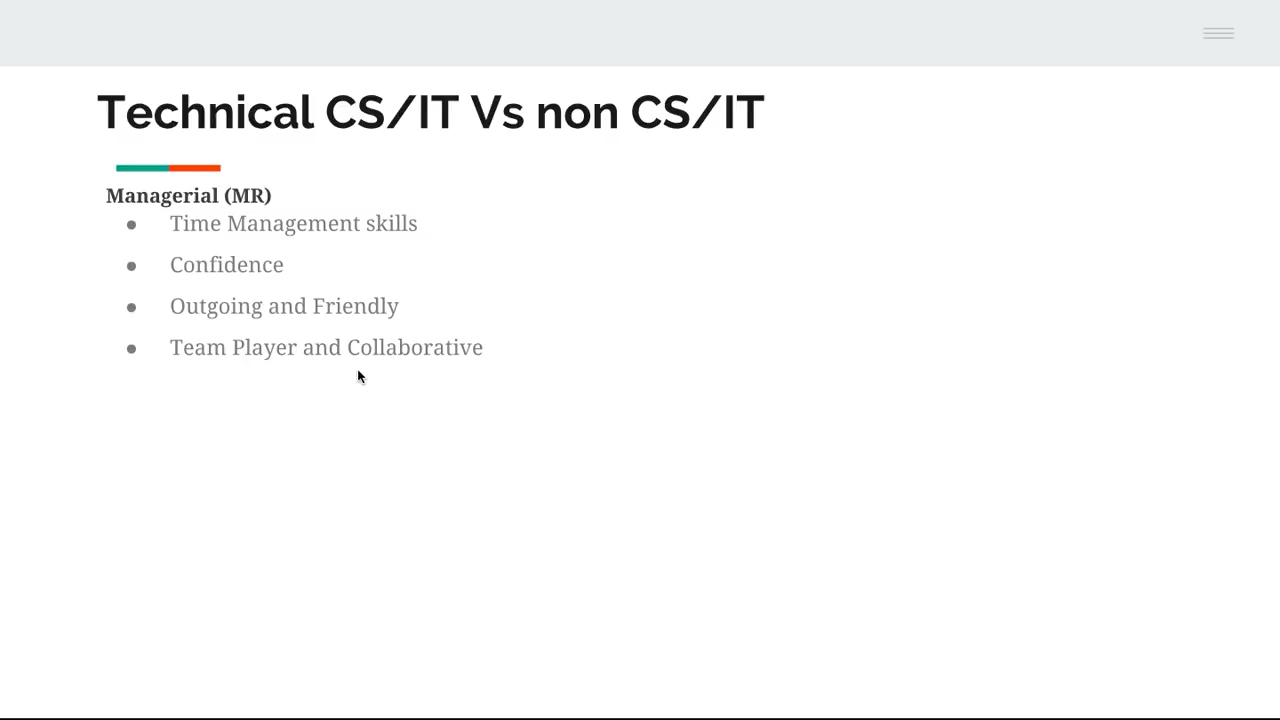 Technical CS/IT Vs non CS/IT
Managerial (MR)
● Time Management skills
● Confidence
● Outgoing and Friendly
● Team Player and Collaborative